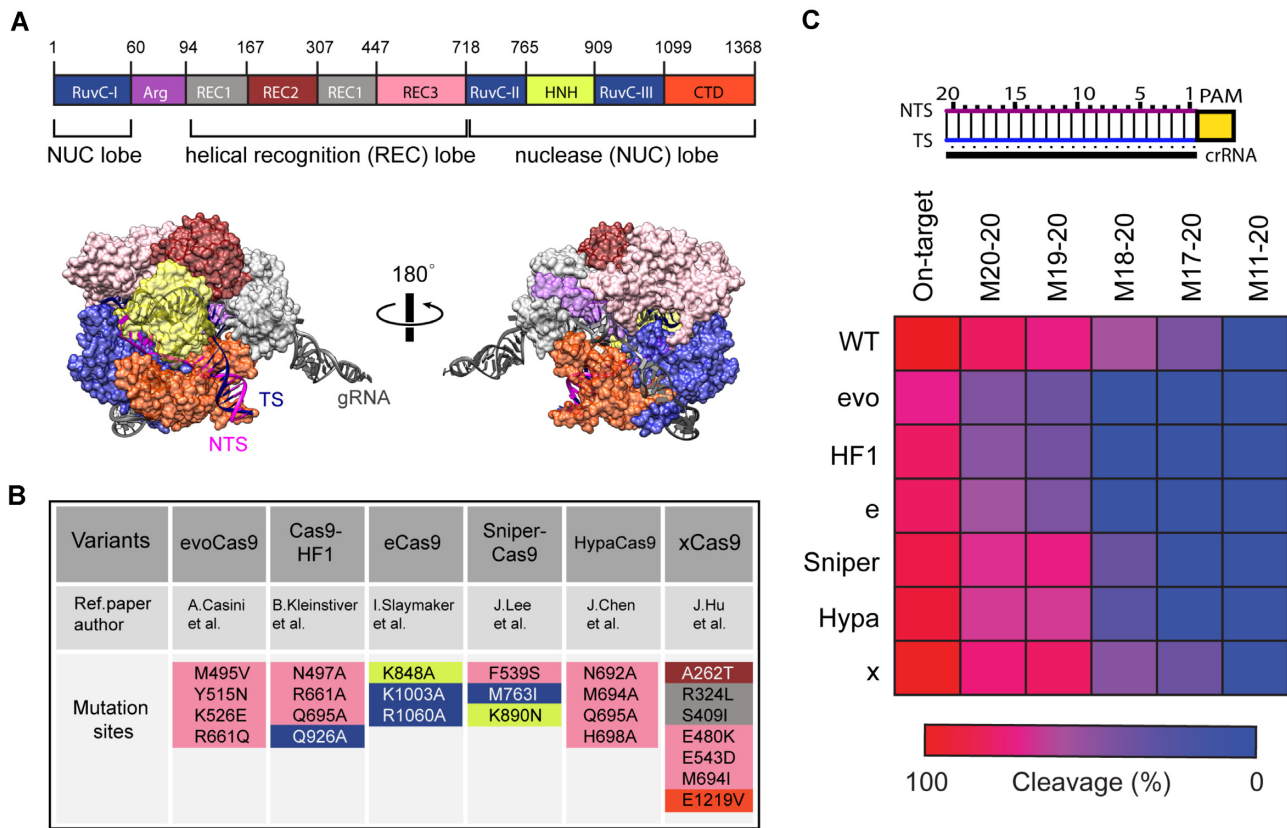 A
1 60 94 167 307 447 718 765 909 1099 1368
RuvC-I Arg REC1 REC2 REC1 REC3 RuvC-II HNH RuvC-III CTD
NUC lobe helical recognition (REC) lobe nuclease (NUC) lobe
180°
gRNA
TS
NTS
B
Variants evoCas9 Cas9-HF1 eCas9 Sniper-Cas9 HypaCas9 xCas9
Ref.paper author A.Casini et al. B.Kleinstiver et al. I.Slaymaker et al. J.Lee et al. J.Chen et al. J.Hu et al.
Mutation sites
M495V N497A K848A F539S N692A A262T
Y515N R661A K1003A M763I M694A R324L
K526E Q695A R1060A K890N Q695A S409I
R661Q Q926A H698A E480K
E543D
M694I
E1219V
C
20 15 10 5 1 PAM
NTS
TS
crRNA
On-target M20-20 M19-20 M18-20 M17-20 M11-20
WT
evo
HF1
e
Sniper
Hypa
x
100 Cleavage (%) 0